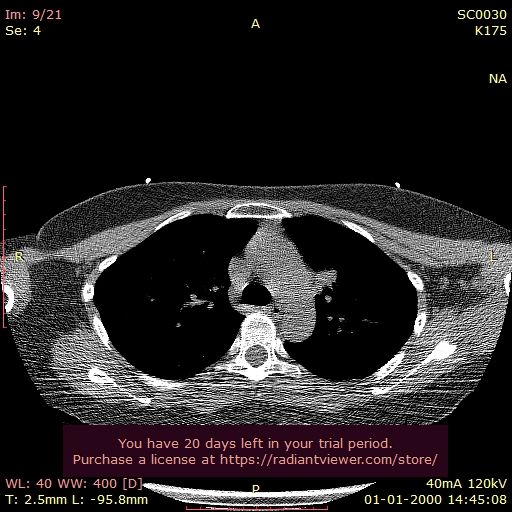 Im: 9/21
Se: 4
A
SC0030
K175
NA
R
L
You have 20 days left in your trial period.
Purchase a license at https://radiantviewer.com/store/
WL: 40 WW: 400 [D]
T: 2.5mm L: -95.8mm
P
40mA 120kV
01-01-2000 14:45:08